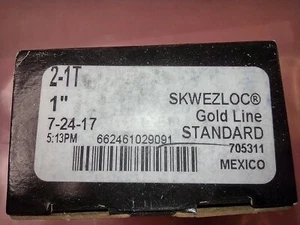 2-1T
1"
7-24-17
5:13PM
662461029091
SKWEZLOC®
Gold Line
STANDARD
705311
MEXICO